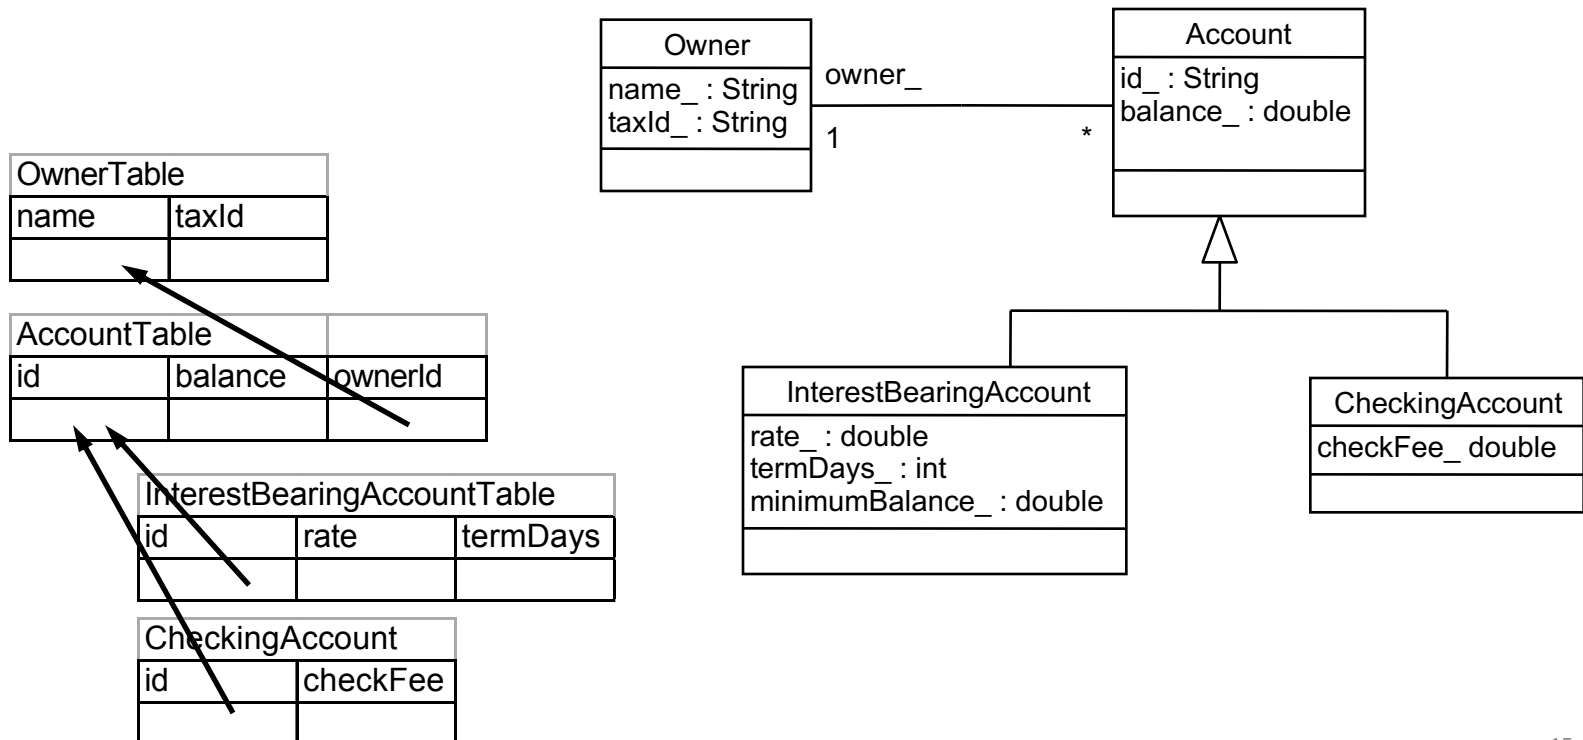 Owner
name_ : String
taxId_ : String
owner_
1
*
Account
id_ : String
balance_ : double
OwnerTable
name taxId
AccountTable
id balance ownerId
InterestBearingAccountTable
id rate termDays
CheckingAccount
id checkFee
InterestBearingAccount
rate_ : double
termDays_ : int
minimumBalance_ : double
CheckingAccount
checkFee_ double